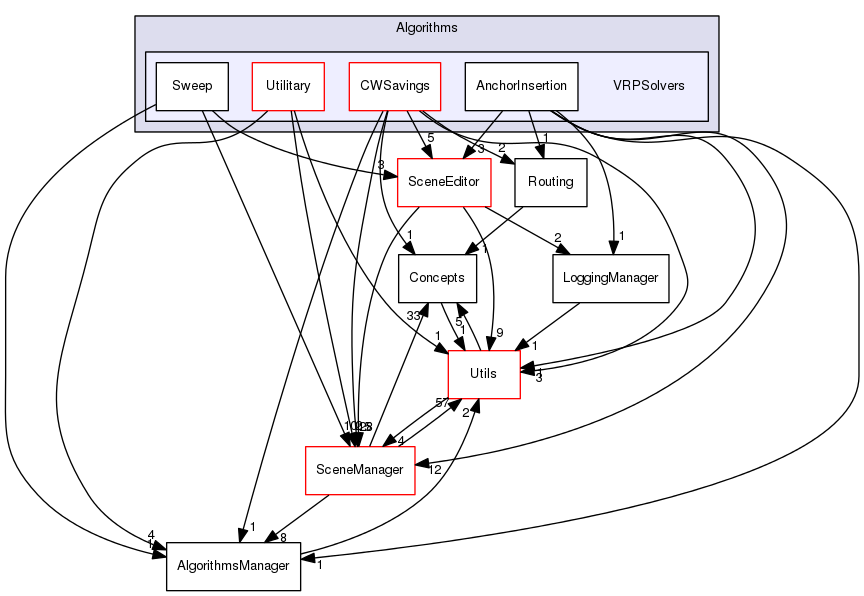 Algorithms
Sweep
Utilitary
CWSavings
AnchorInsertion
VRPSolvers
5
3
2
1
3
SceneEditor
Routing
1
2
1
1
Concepts
LoggingManager
33
5
1
9
1
1
Utils
3
57
2
4
SceneManager
12
1
4
8
1
AlgorithmsManager
1